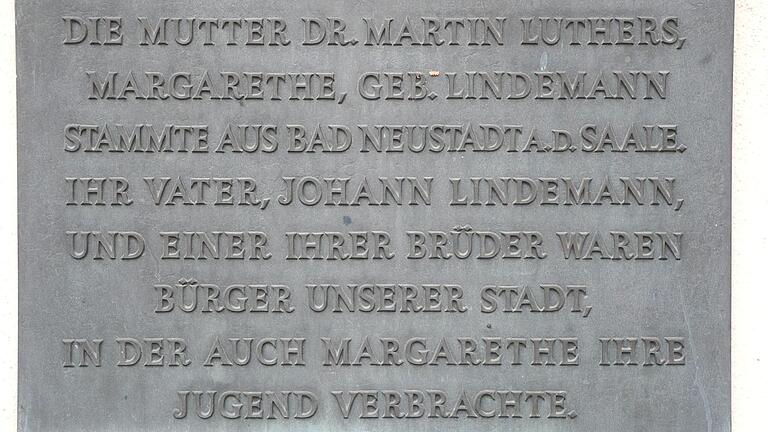 DIE MUTTER DR. MARTIN LUTHERS,
MARGARETHE, GEB. LINDEMANN
STAMMTE AUS BAD NEUSTADT A.D. SAALE.
IHR VATER, JOHANN LINDEMANN,
UND EINER IHRER BRÜDER WAREN
BÜRGER UNSERER STADT,
IN DER AUCH MARGARETHE IHRE
JUGEND VERBRACHTE.